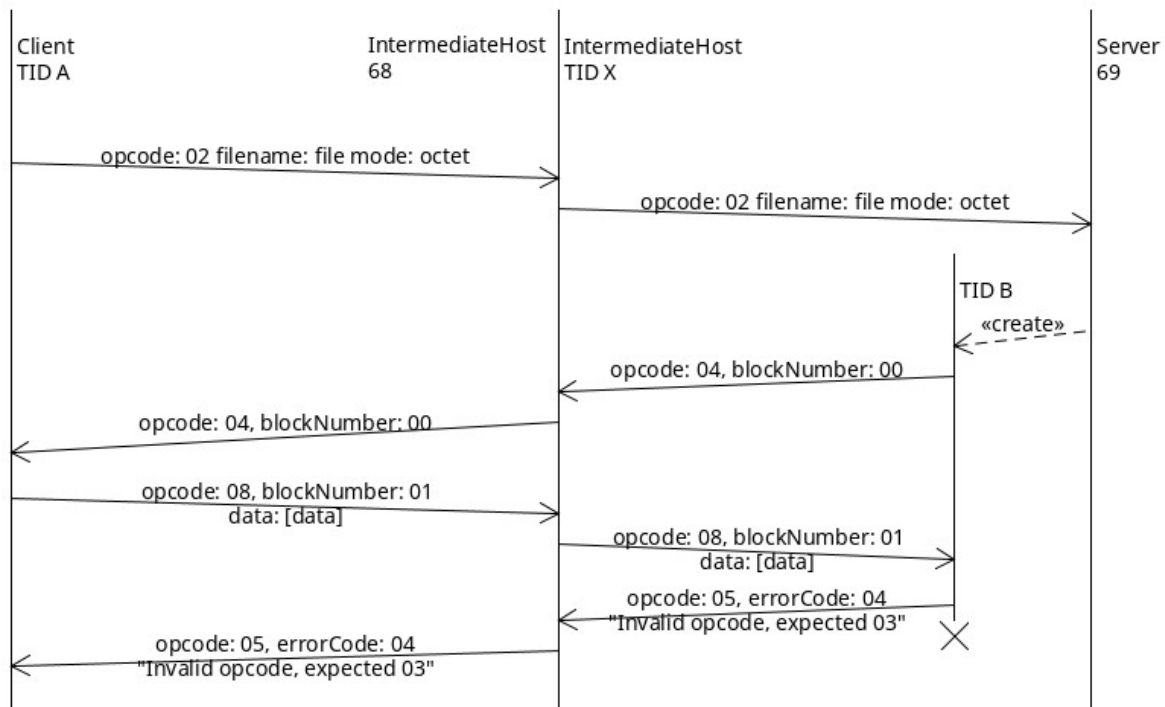 Client
TID A
IntermediateHost
68
IntermediateHost
TID X
Server
69
opcode: 02 filename: file mode: octet
opcode: 02 filename: file mode: octet
TID B
«create»
opcode: 04, blockNumber: 00
opcode: 04, blockNumber: 00
opcode: 08, blockNumber: 01
data: [data]
opcode: 08, blockNumber: 01
data: [data]
opcode: 05, errorCode: 04
"Invalid opcode, expected 03"
opcode: 05, errorCode: 04
"Invalid opcode, expected 03"